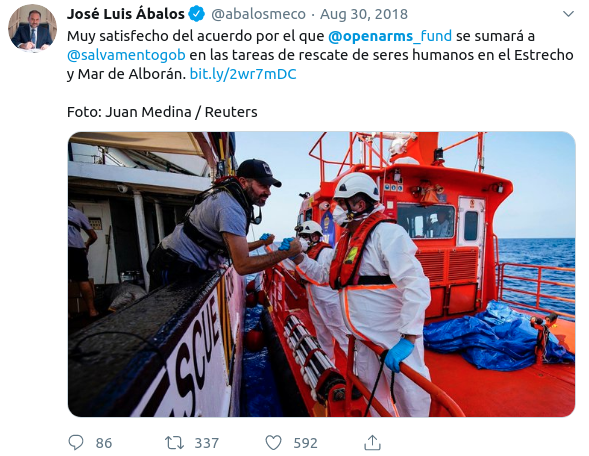 José Luis Ábalos @abalosmeco · Aug 30, 2018
Muy satisfecho del acuerdo por el que @openarms_fund se sumará a
@salvamentogob en las tareas de rescate de seres humanos en el Estrecho
y Mar de Alborán. bit.ly/2wr7mDC
Foto: Juan Medina / Reuters
RESCUE
86 337 592